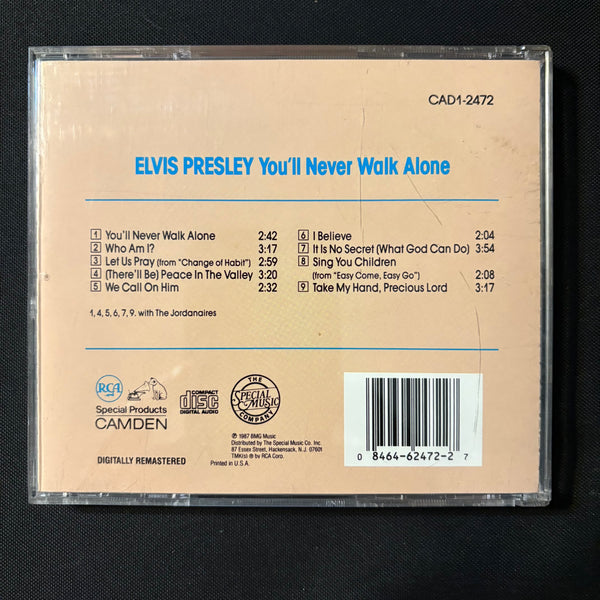 CAD1-2472
ELVIS PRESLEY You'll Never Walk Alone
1 You'll Never Walk Alone 2:42
2 Who Am I? 3:17
3 Let Us Pray (from "Change of Habit") 2:59
4 (There'll Be) Peace In The Valley 3:20
5 We Call On Him 2:32
6 I Believe 2:04
7 It Is No Secret (What God Can Do) 3:54
8 Sing You Children
(from "Easy Come, Easy Go") 2:08
9 Take My Hand, Precious Lord 3:17
1, 4, 5, 6, 7, 9. with The Jordanaires
RCA
Special Products
CAMDEN
COMPACT
disc
DIGITAL AUDIO
THE
SPECIAL MUSIC
COMPANY
DIGITALLY REMASTERED
℗ 1987 BMG Music
Distributed by The Special Music Co. Inc.
87 Essex Street, Hackensack, N.J. 07601
TMK(s) ® by RCA Corp.
Printed in U.S.A.
0 8464-62472-2 7